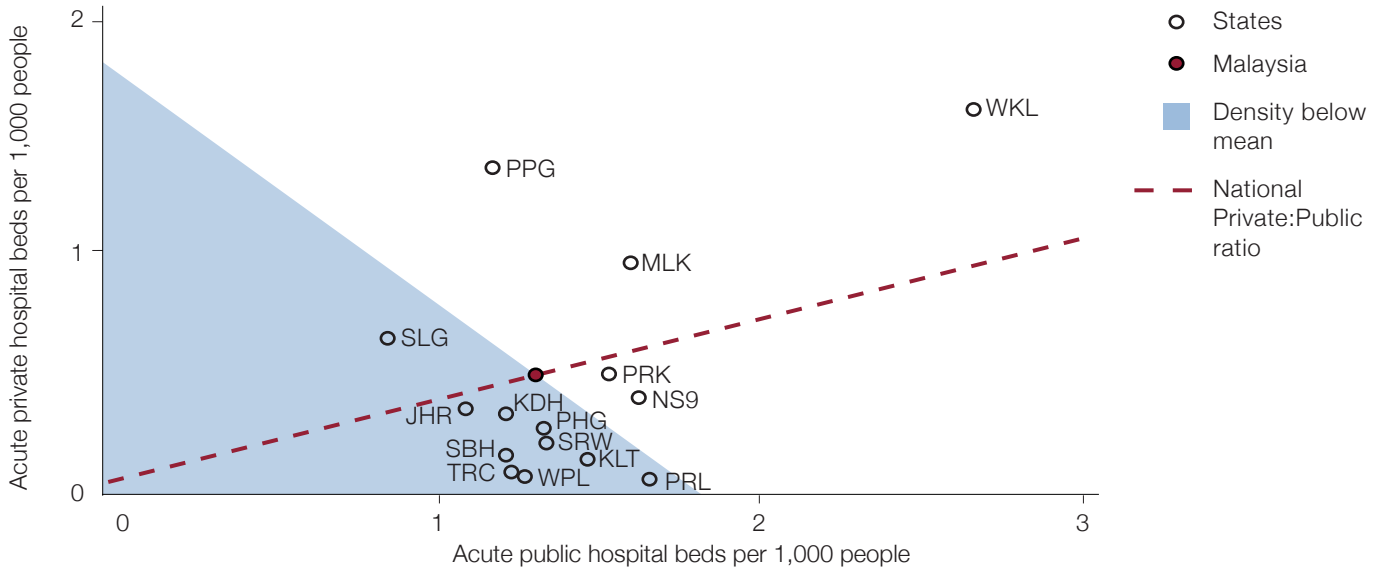 Acute private hospital beds per 1,000 people
2
1
0
0
1
2
3
Acute public hospital beds per 1,000 people
WKL
PPG
MLK
SLG
PRK
NS9
KDH
JHR
PHG
SRW
SBH
KLT
TRC
WPL
PRL
States
Malaysia
Density below
mean
National
Private:Public
ratio